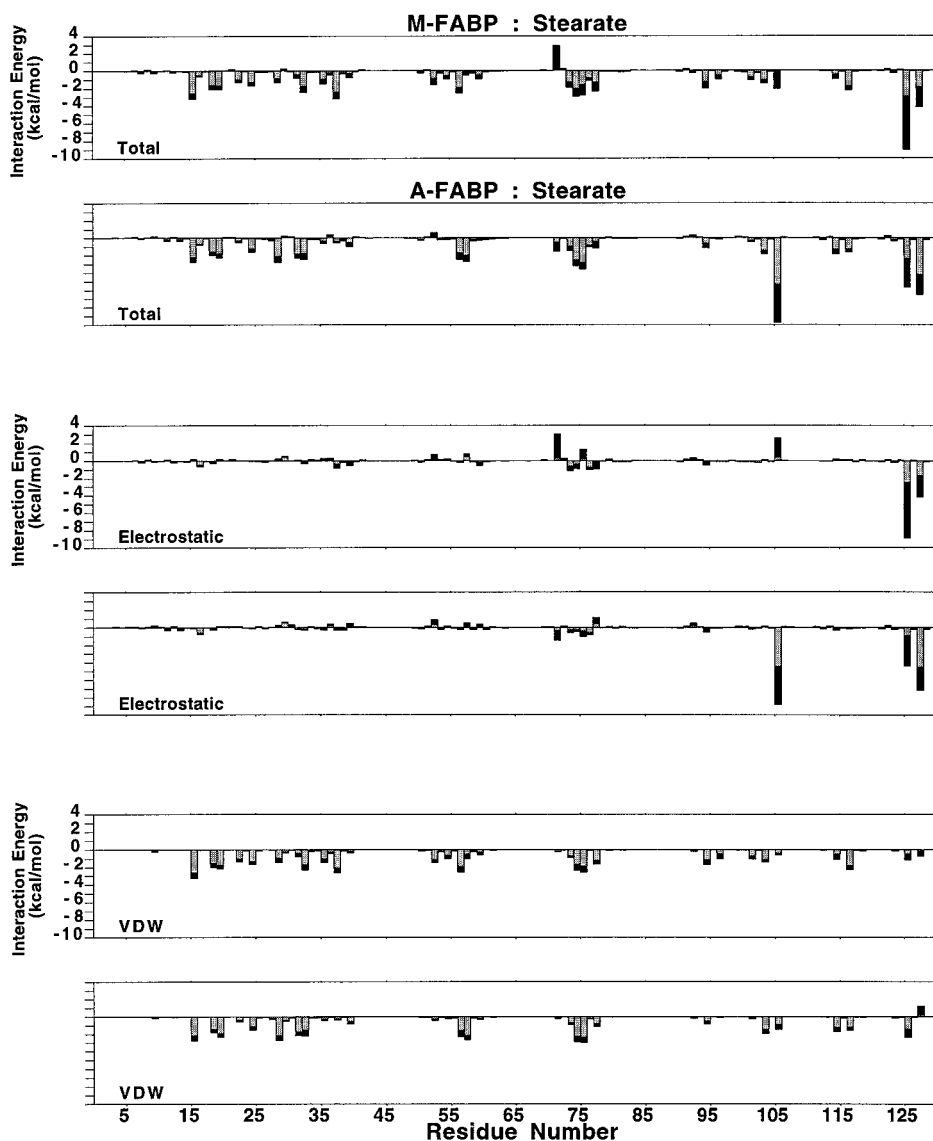 M-FABP : Stearate
Interaction Energy
(kcal/mol)
4
2
0
-2
-4
-6
-8
-10
Total
A-FABP : Stearate
Total
Interaction Energy
(kcal/mol)
4
2
0
-2
-4
-6
-8
-10
Electrostatic
Electrostatic
Interaction Energy
(kcal/mol)
4
2
0
-2
-4
-6
-8
-10
VDW
VDW
5 15 25 35 45 55 65 75 85 95 105 115 125
Residue Number